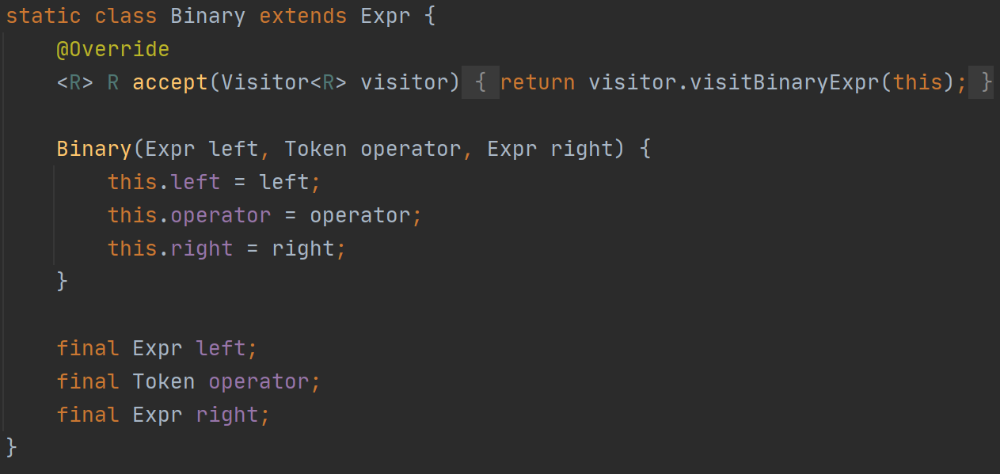 static class Binary extends Expr {
    @Override
    <R> R accept(Visitor<R> visitor) { return visitor.visitBinaryExpr(this); }

    Binary(Expr left, Token operator, Expr right) {
        this.left = left;
        this.operator = operator;
        this.right = right;
    }

    final Expr left;
    final Token operator;
    final Expr right;
}